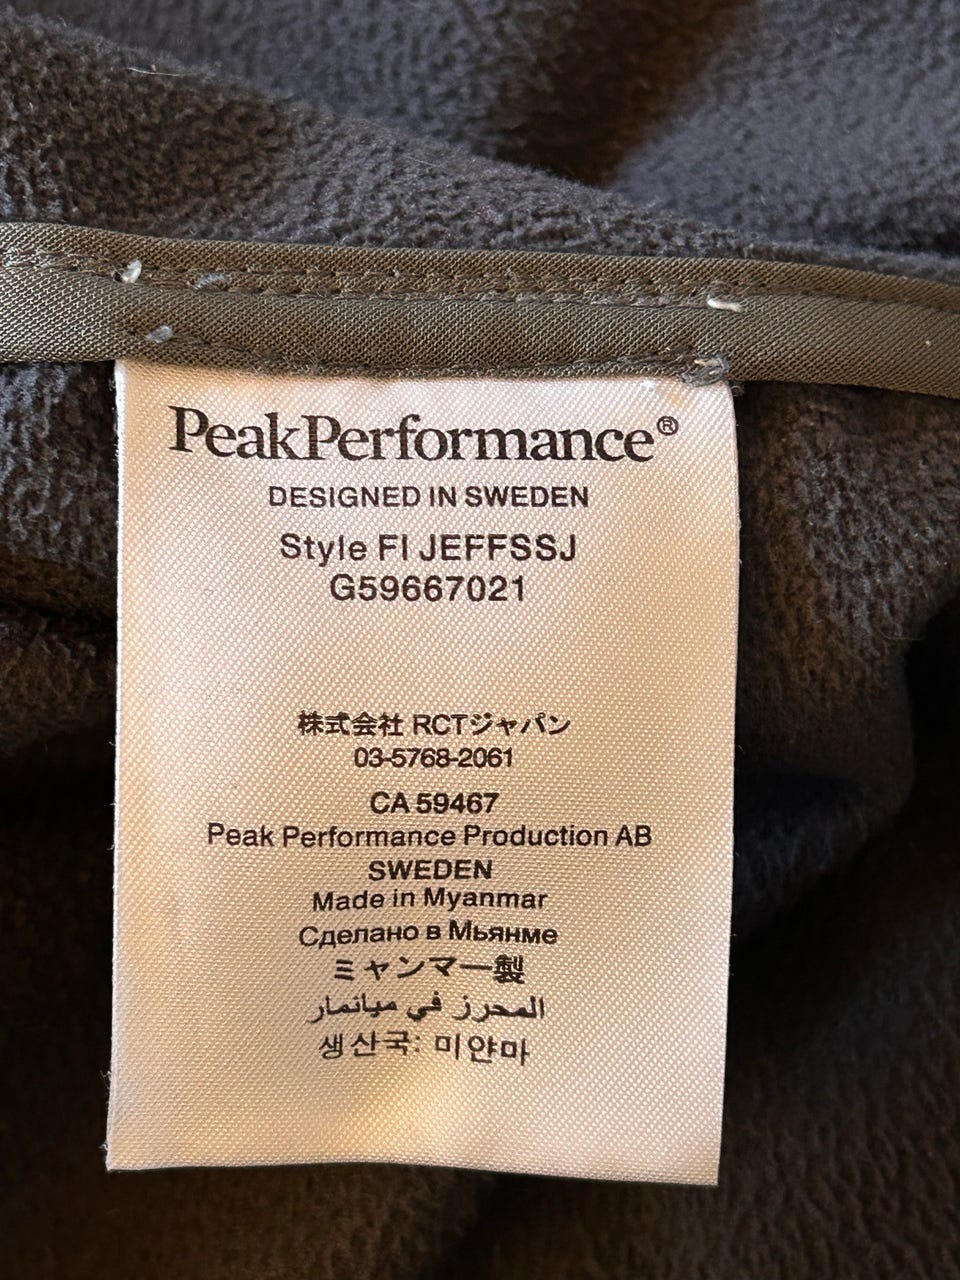 PeakPerformance®
DESIGNED IN SWEDEN
Style FI JEFFSSJ
G59667021
株式会社 RCTジャパン
03-5768-2061
CA 59467
Peak Performance Production AB
SWEDEN
Made in Myanmar
Сделано в Мьянме
ミャンマー製
المحرز في ميانمار
생산국: 미얀마